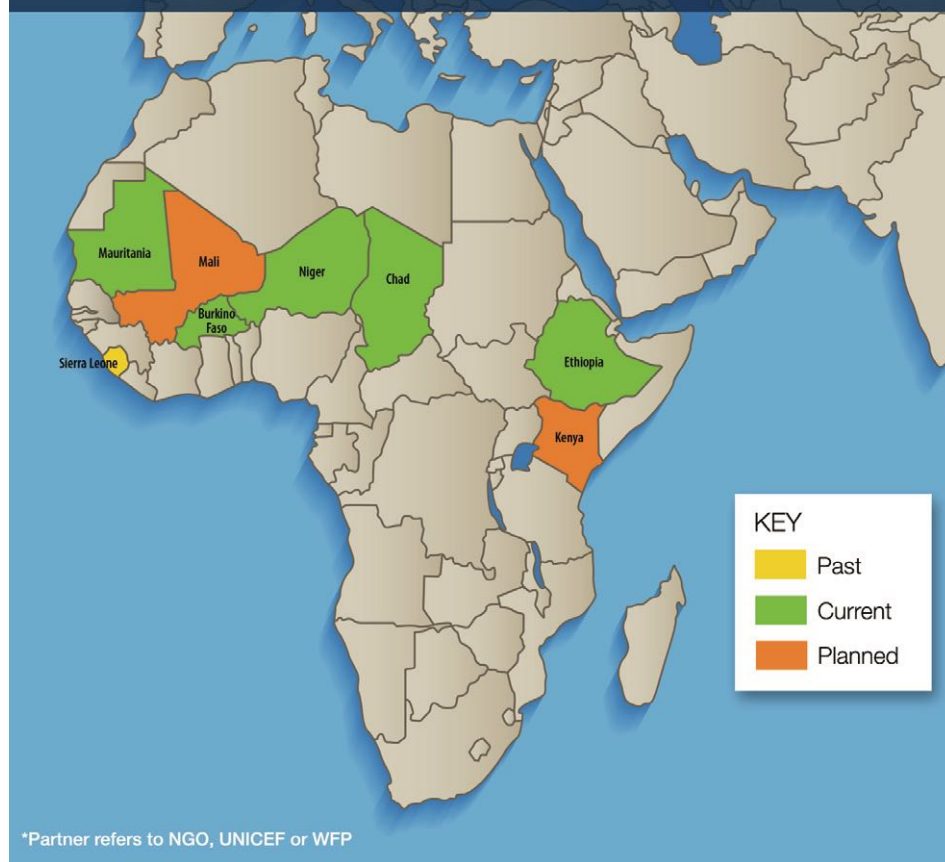 Mauritania
Mali
Niger
Chad
Burkino
Faso
Sierra Leone
Ethiopia
Kenya
KEY
Past
Current
Planned
*Partner refers to NGO, UNICEF or WFP